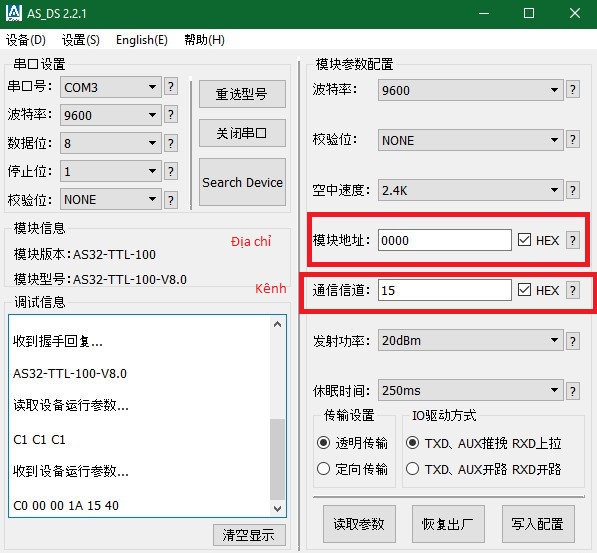 AS_DS 2.2.1
设备(D) 设置(S) English(E) 帮助(H)
串口设置
串口号: COM3 ?
波特率: 9600 ?
数据位: 8 ?
停止位: 1 ?
校验位: NONE ?
重选型号
关闭串口
Search Device
模块信息
模块版本:AS32-TTL-100
模块型号:AS32-TTL-100-V8.0
Địa chỉ
Kênh
调试信息
收到握手回复...
AS32-TTL-100-V8.0
读取设备运行参数...
C1 C1 C1
收到设备运行参数...
C0 00 00 1A 15 40
清空显示
模块参数配置
波特率: 9600 ?
校验位: NONE ?
空中速度: 2.4K ?
模块地址: 0000 HEX ?
通信信道: 15 HEX ?
发射功率: 20dBm ?
休眠时间: 250ms ?
传输设置
透明传输
定向传输
IO驱动方式
TXD、AUX推挽 RXD上拉
TXD、AUX开路 RXD开路
读取参数
恢复出厂
写入配置